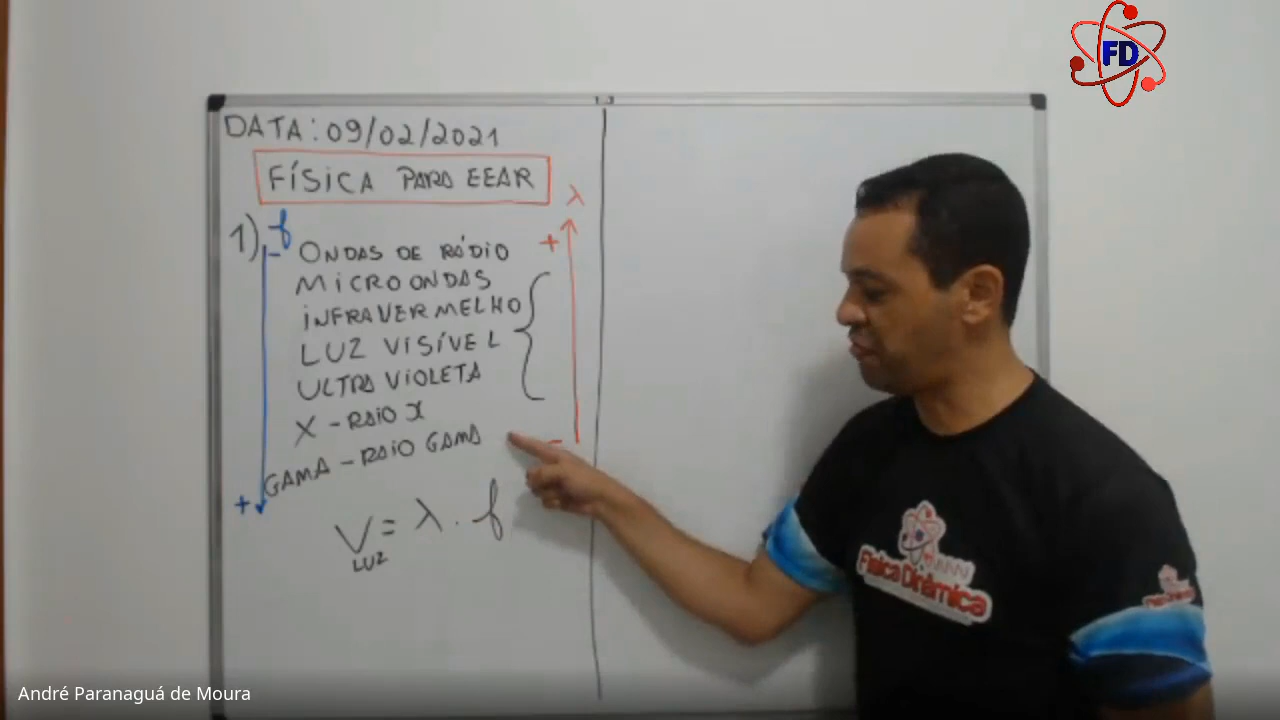 FD
DATA: 09/02/2021
FÍSICA PARA EEAR
λ
1) f
+
- ONDAS DE RÁDIO
MICROONDAS
INFRAVERMELHO
LUZ VISÍVEL
ULTRA VIOLETA
X - RAIO X
GAMA - RAIO GAMA
-
+
V = λ . f
LUZ
Física Dinâmica
André Paranaguá de Moura